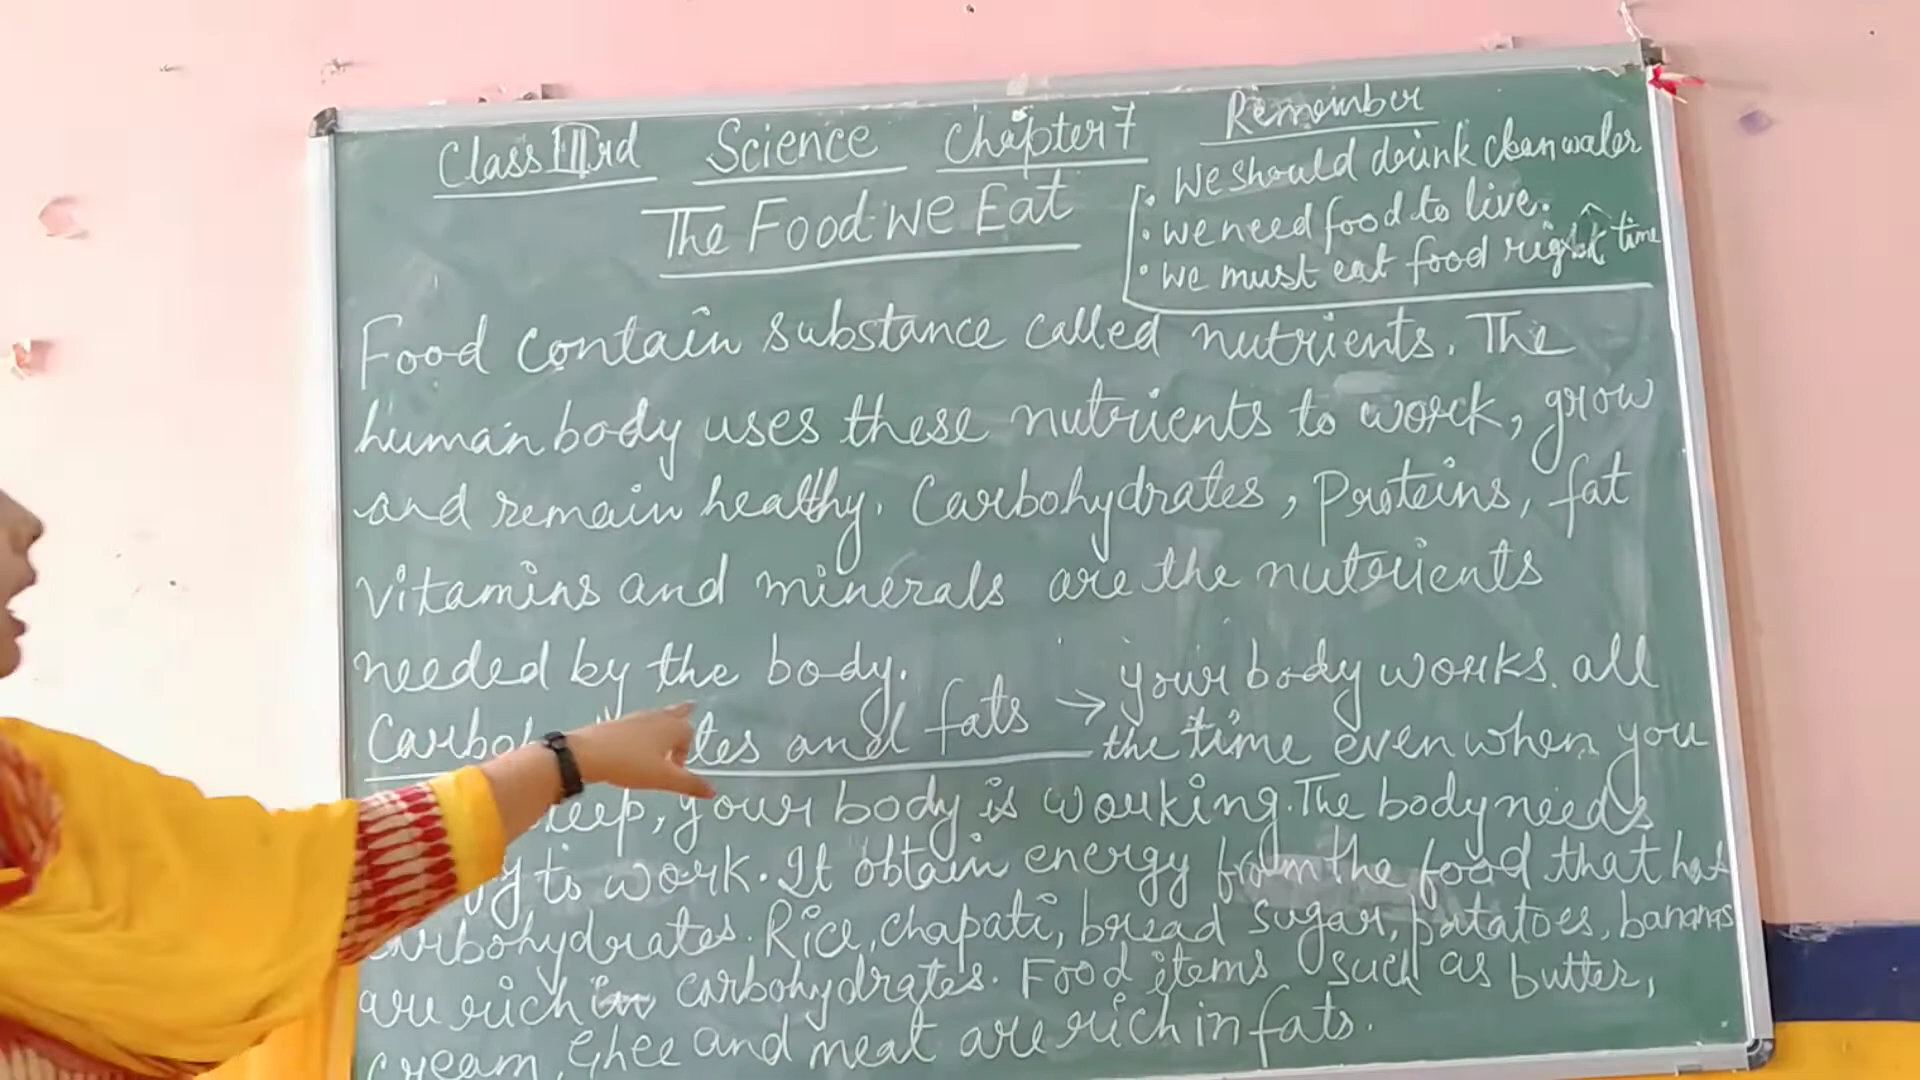 Class IIIrd Science Chapter 7
The Food we Eat
Remember
• We should drink clean water
• we need food to live.
• we must eat food right time
Food contain substance called nutrients. The
human body uses these nutrients to work, grow
and remain healthy. Carbohydrates, Proteins, fat
vitamins and minerals are the nutrients
needed by the body.
and fats → your body works. all
the time even when you
your body is working. The body needs
to work. It obtain energy from the food that has
carbohydrates. Rice, chapati, bread sugar, potatoes, bananas
are rich in carbohydrates. Food items such as butter,
cream, Ghee and meat are rich in fats.